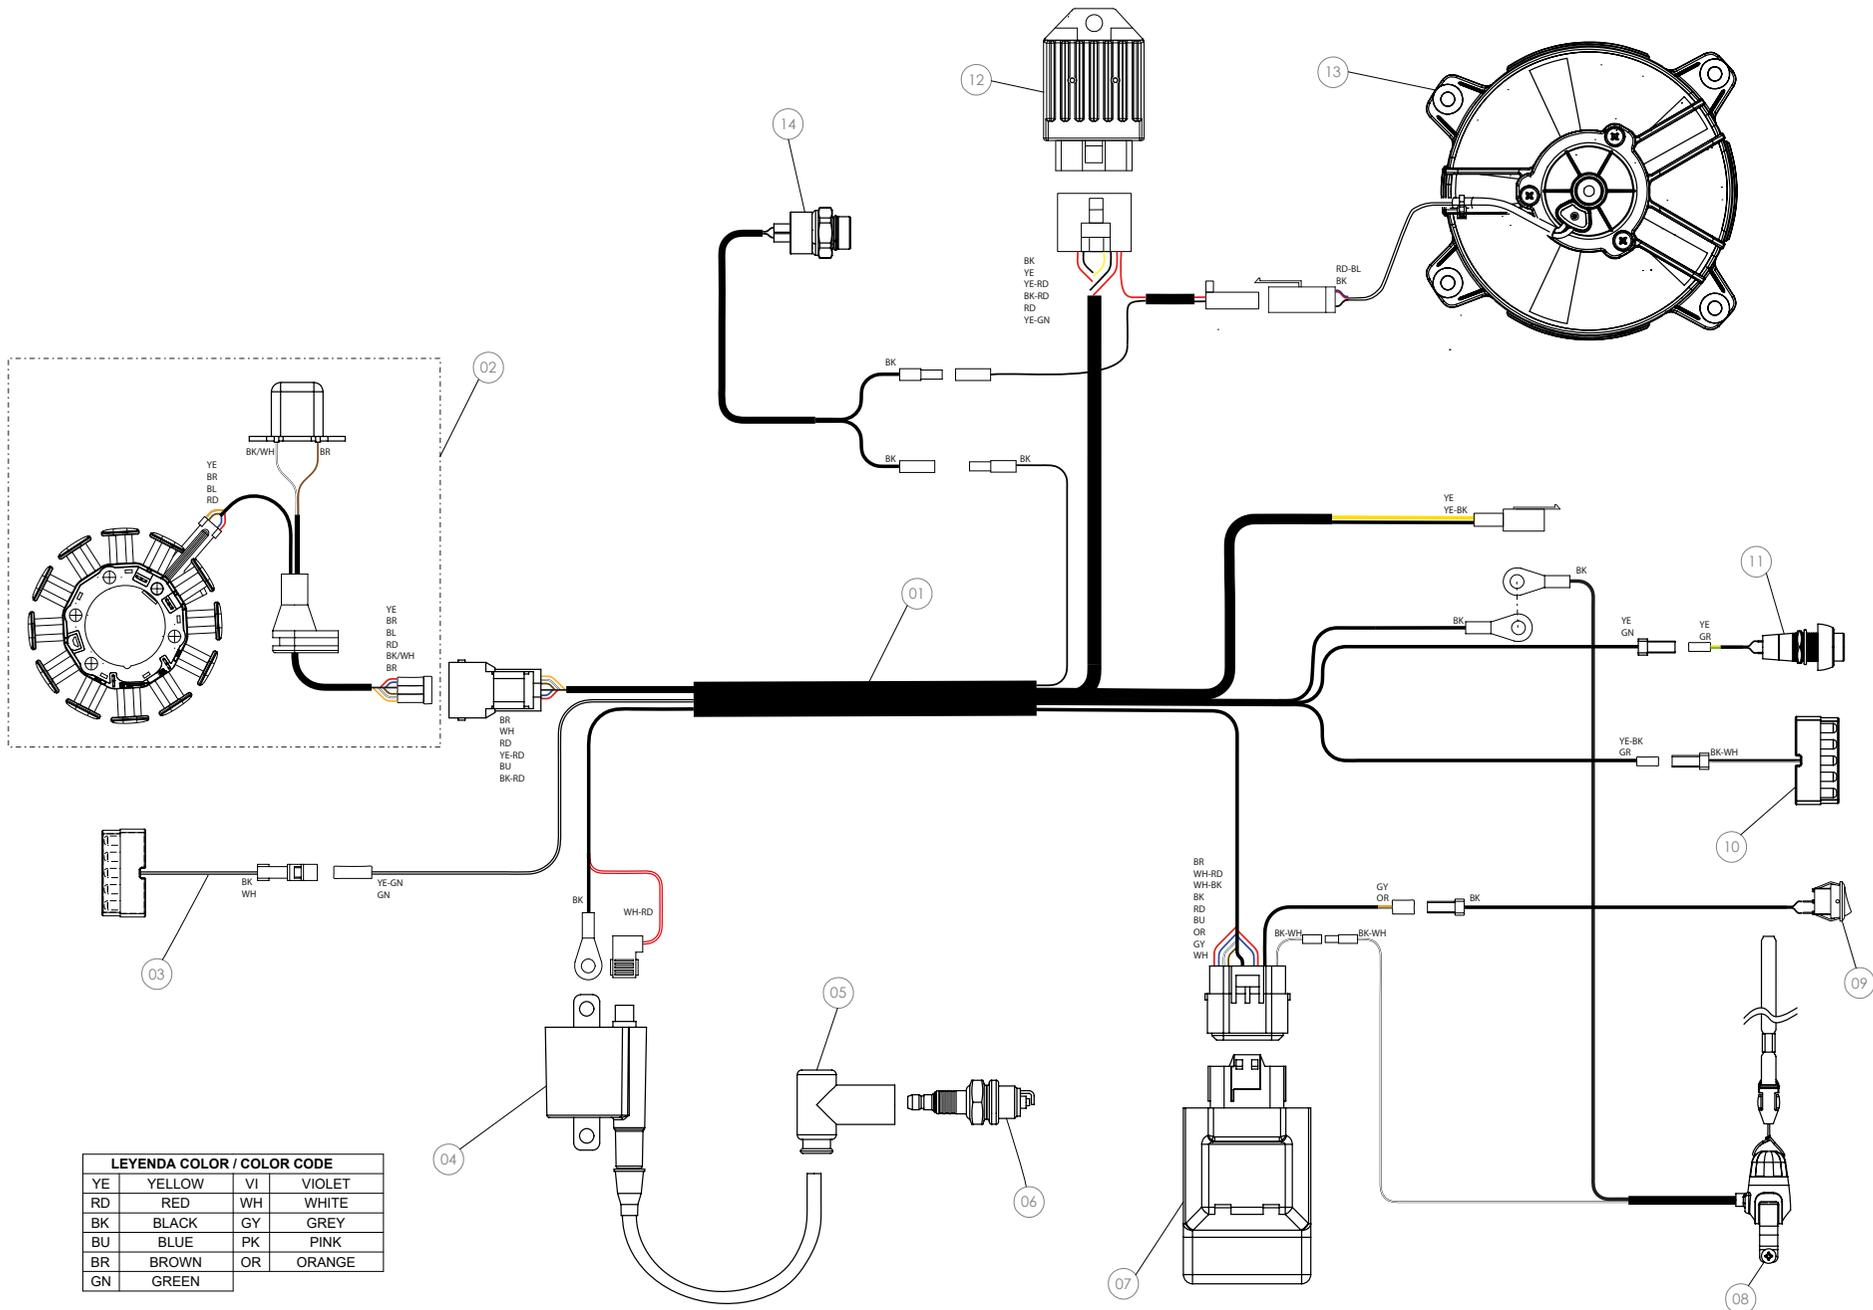 12
13
14
BK
YE
YE-RD
BK-RD
RD
YE-GN
RD-BL
BK
BK
02
BK/WH
BR
YE
BR
BL
RD
BK
BK
YE
YE-BK
BK
11
01
YE
BR
BL
RD
BK/WH
BR
BK
YE
GN
YE
GR
BR
WH
RD
YE-RD
BU
BK-RD
YE-BK
GR
BK-WH
10
BK
WH
YE-GN
GN
03
BK
WH-RD
BR
WH-RD
WH-BK
BK
RD
BU
OR
GY
WH
GY
OR
BK
BK-WH
BK-WH
09
05
04
06
07
08
LEYENDA COLOR / COLOR CODE
YE YELLOW VI VIOLET
RD RED WH WHITE
BK BLACK GY GREY
BU BLUE PK PINK
BR BROWN OR ORANGE
GN GREEN